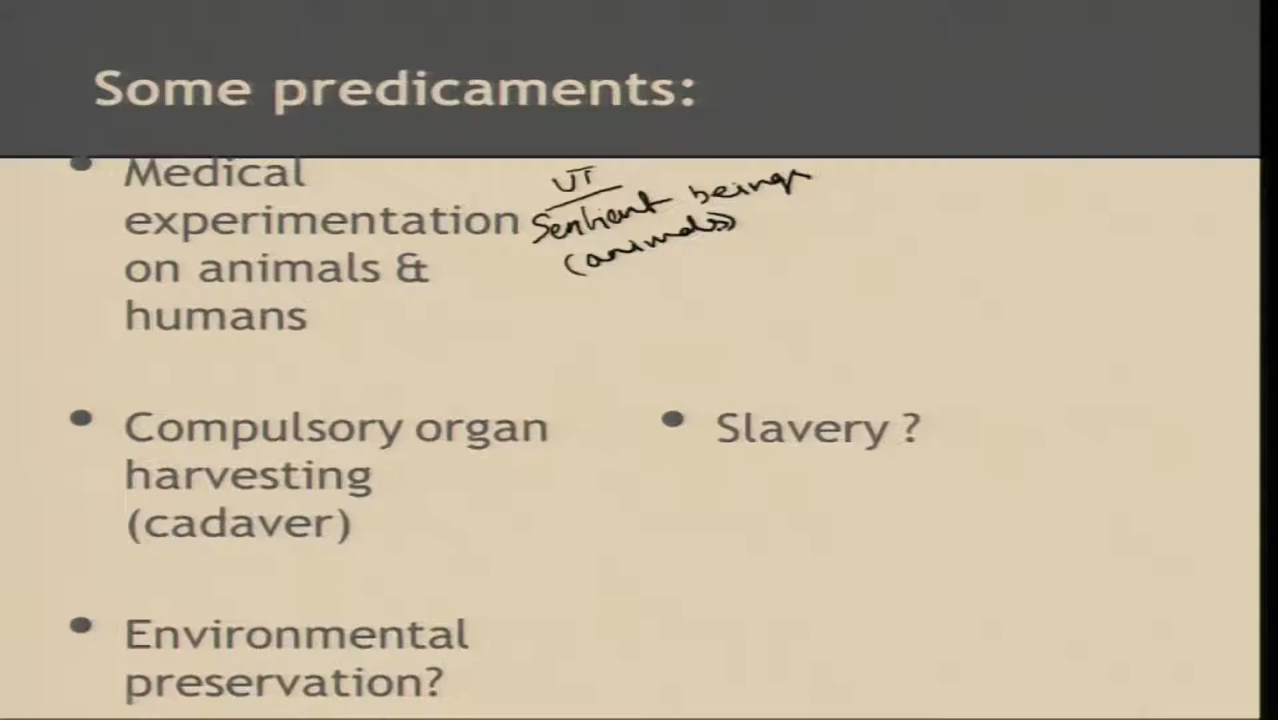 Some predicaments:
• Medical
experimentation
on animals &
humans
UT
Sentient beings
(animals)
• Compulsory organ
harvesting
(cadaver)
• Slavery ?
• Environmental
preservation?